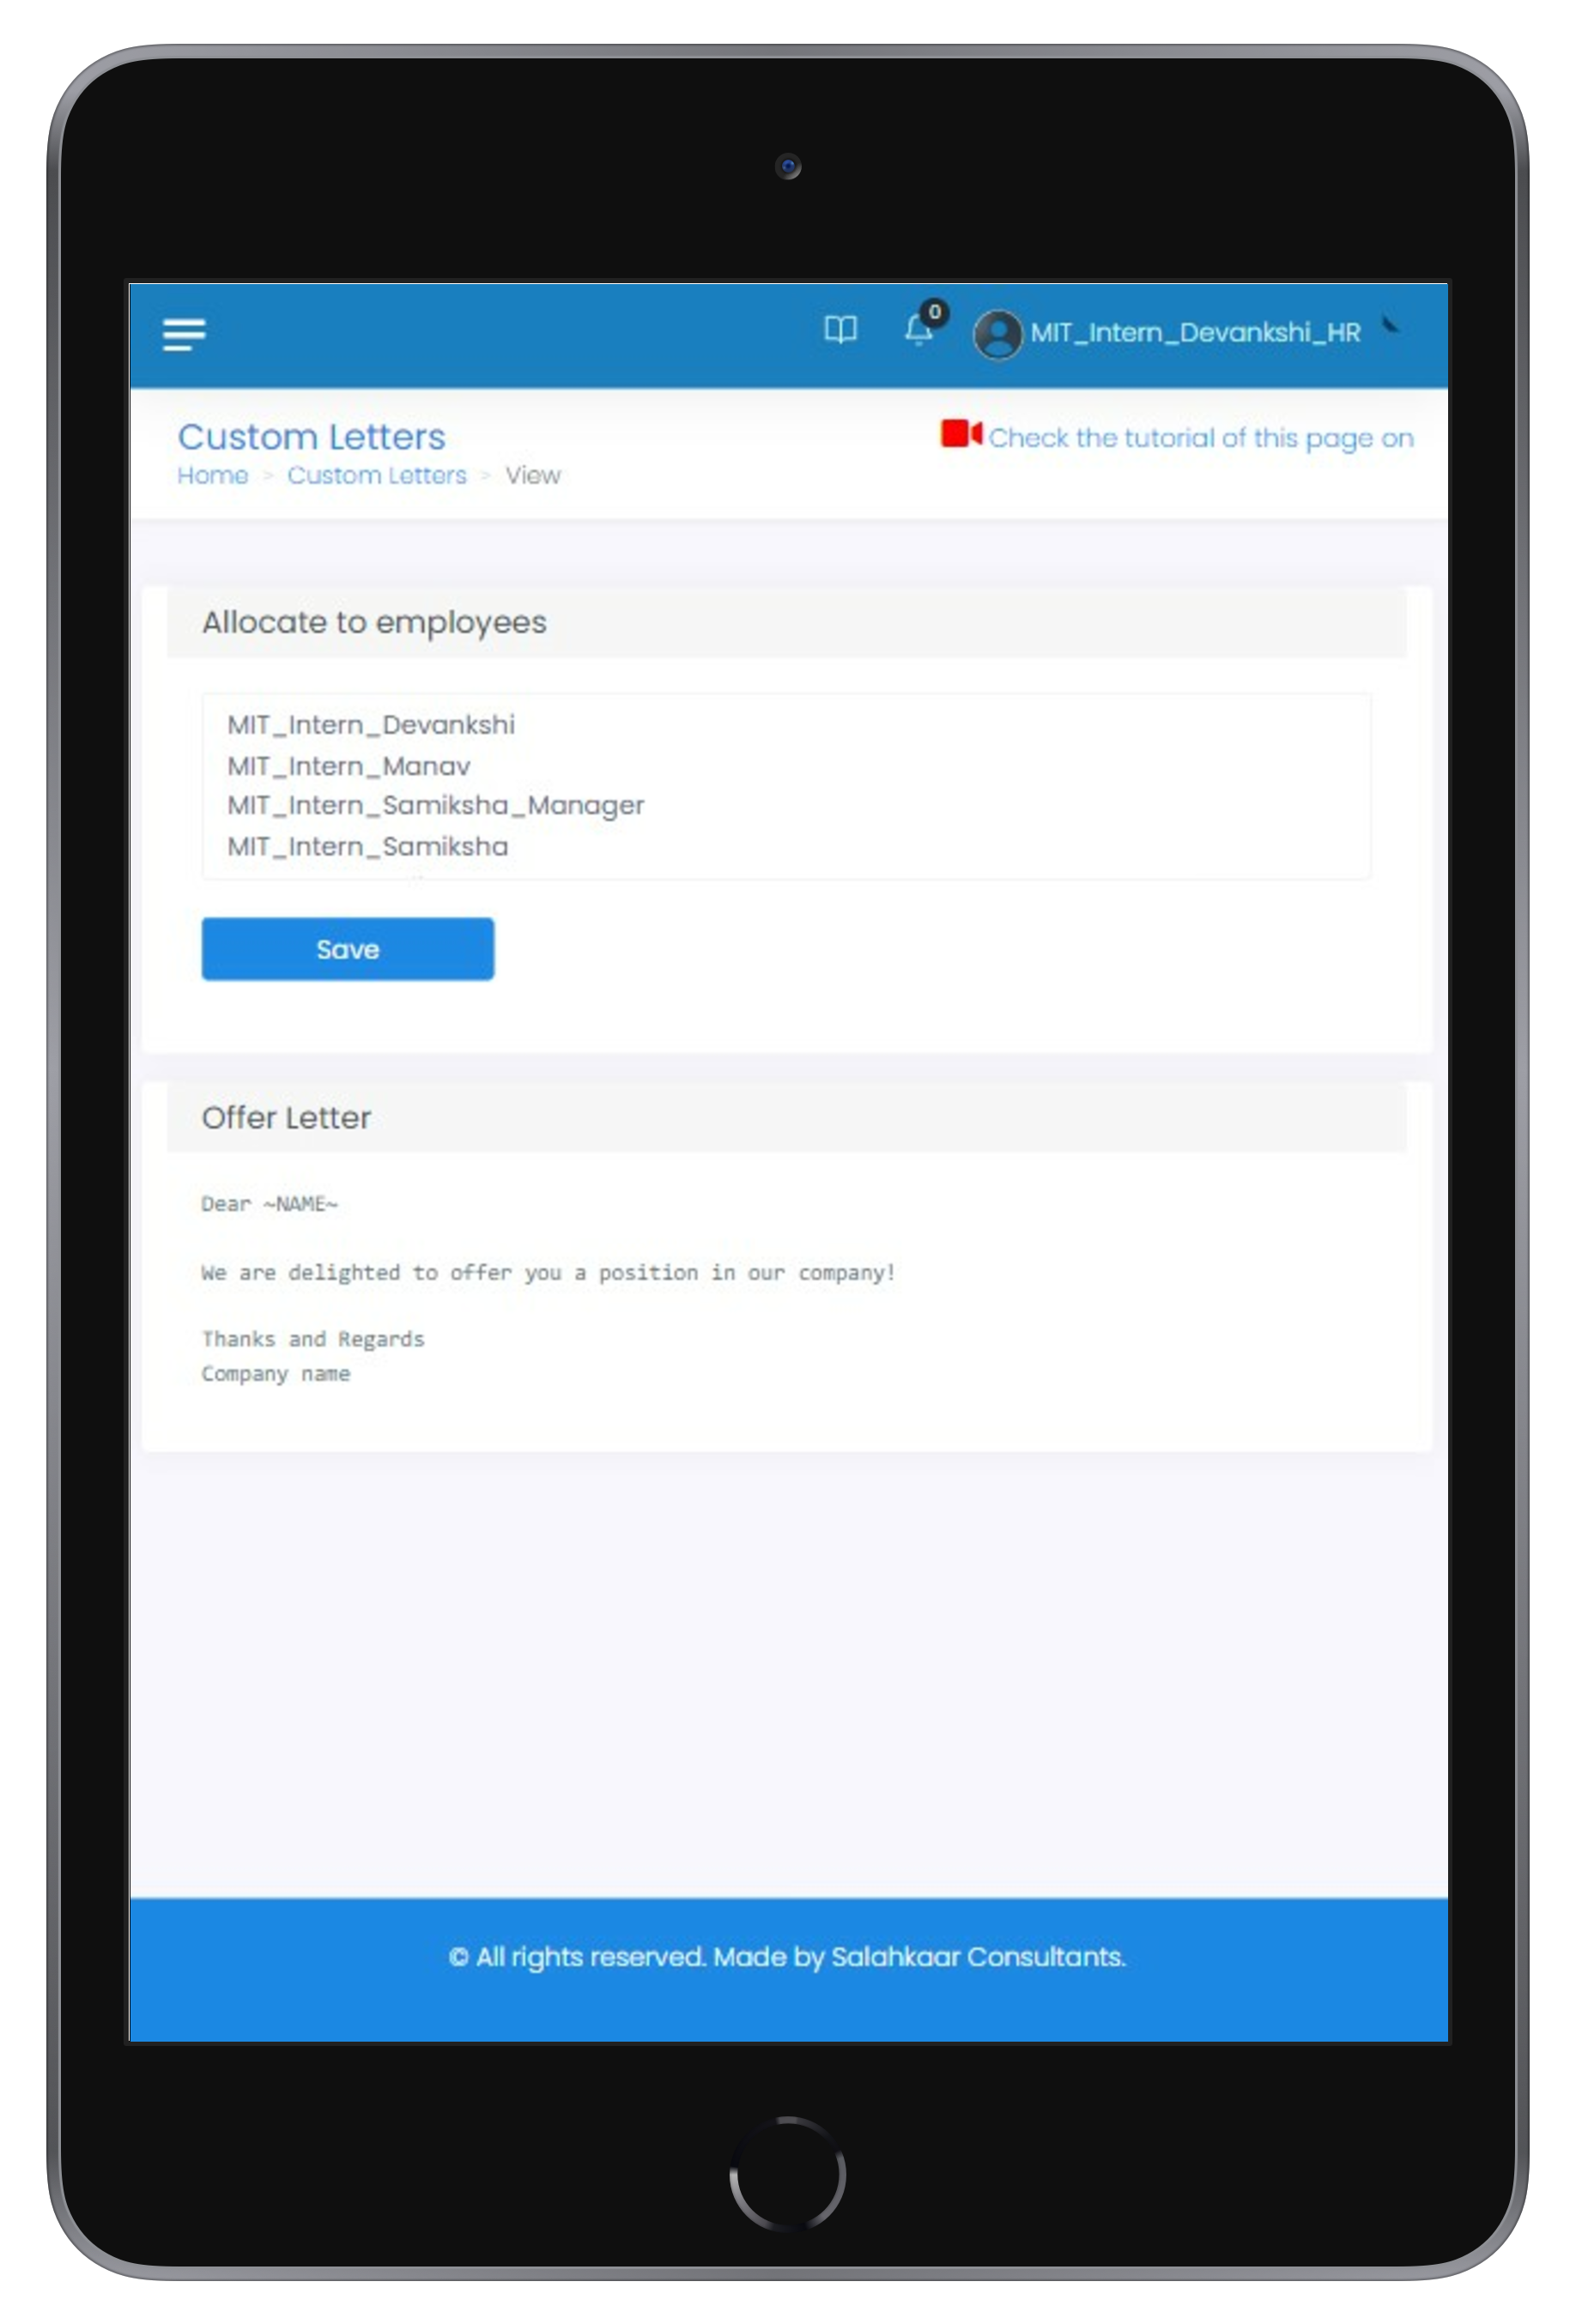 0
MIT_Intern_Devankshi_HR
Custom Letters
Check the tutorial of this page on
Home > Custom Letters > View
Allocate to employees
MIT_Intern_Devankshi
MIT_Intern_Manav
MIT_Intern_Samiksha_Manager
MIT_Intern_Samiksha
Save
Offer Letter
Dear ~NAME~
We are delighted to offer you a position in our company!
Thanks and Regards
Company name
© All rights reserved. Made by Salahkaar Consultants.